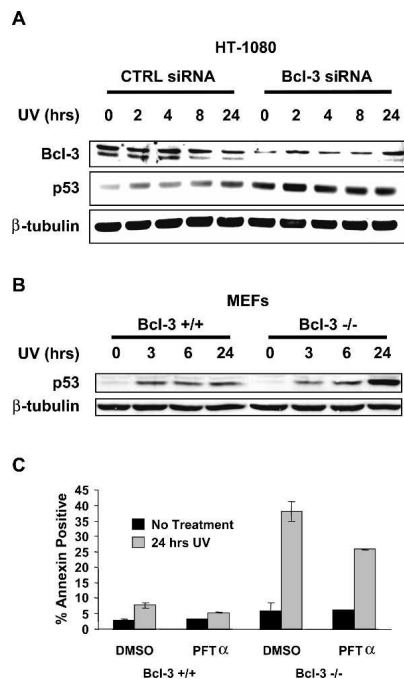 A
HT-1080
CTRL siRNA Bcl-3 siRNA
UV (hrs) 0 2 4 8 24 0 2 4 8 24
Bcl-3
p53
β-tubulin
B
MEFs
Bcl-3 +/+ Bcl-3 -/-
UV (hrs) 0 3 6 24 0 3 6 24
p53
β-tubulin
C
% Annexin Positive
45
40
35
30
25
20
15
10
5
0
No Treatment
24 hrs UV
DMSO PFT α DMSO PFT α
Bcl-3 +/+ Bcl-3 -/-